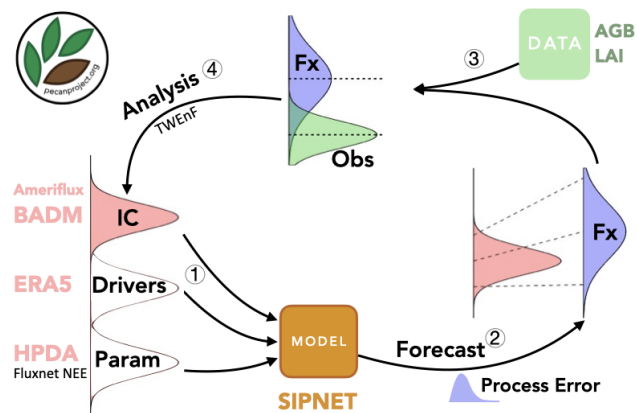 pecanproject.org
Analysis ④
TWEnF
Fx
Obs
③
DATA
AGB
LAI
Ameriflux
BADM
IC
ERA5
Drivers
①
HPDA
Fluxnet NEE
Param
MODEL
SIPNET
Forecast ②
Process Error
Fx